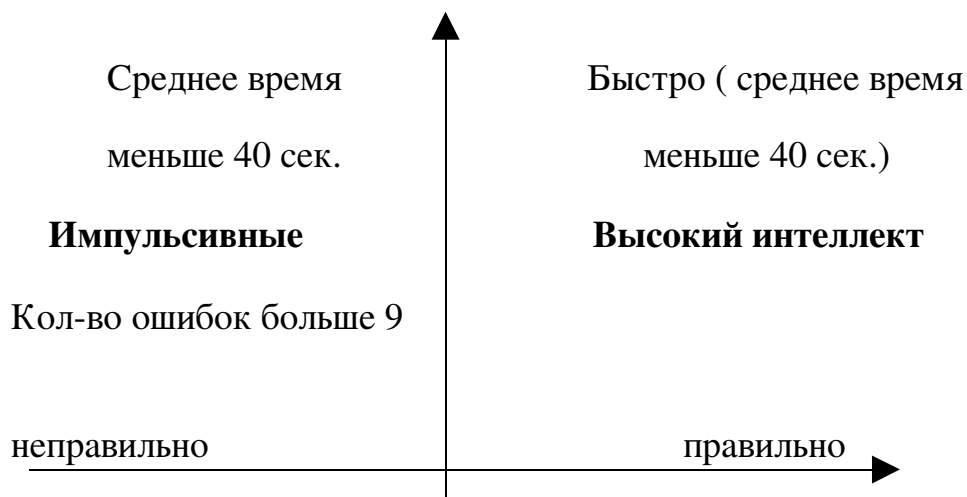 Среднее время
меньше 40 сек.
Импульсивные
Кол-во ошибок больше 9
неправильно
Быстро ( среднее время
меньше 40 сек.)
Высокий интеллект
правильно